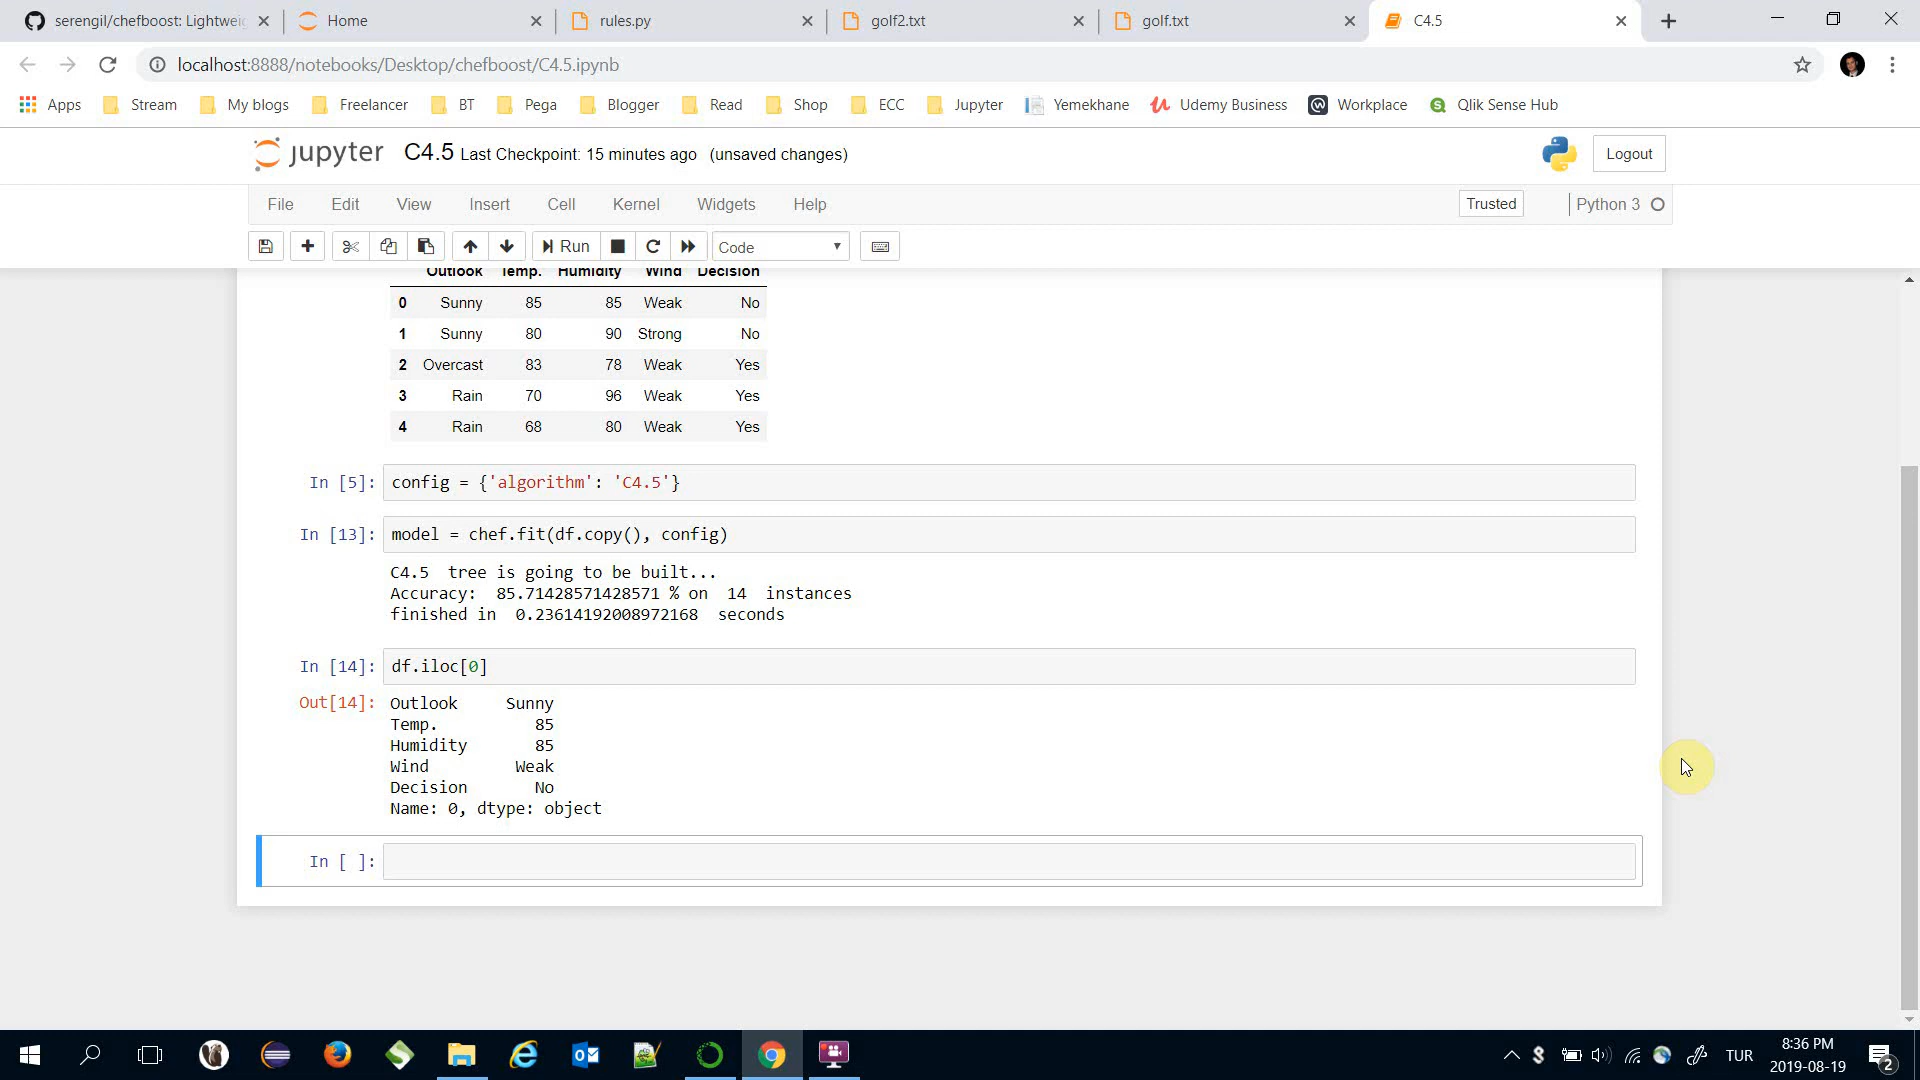 serengil/chefboost: Lightwei
Home
rules.py
golf2.txt
golf.txt
C4.5
localhost:8888/notebooks/Desktop/chefboost/C4.5.ipynb
Apps Stream My blogs Freelancer BT Pega Blogger Read Shop ECC Jupyter Yemekhane Udemy Business Workplace Qlik Sense Hub
jupyter C4.5 Last Checkpoint: 15 minutes ago (unsaved changes) Logout
File Edit View Insert Cell Kernel Widgets Help Trusted Python 3
Run Code
Outlook Temp. Humidity Wind Decision
0 Sunny 85 85 Weak No
1 Sunny 80 90 Strong No
2 Overcast 83 78 Weak Yes
3 Rain 70 96 Weak Yes
4 Rain 68 80 Weak Yes
In [5]: config = {'algorithm': 'C4.5'}
In [13]: model = chef.fit(df.copy(), config)
C4.5 tree is going to be built...
Accuracy: 85.71428571428571 % on 14 instances
finished in 0.23614192008972168 seconds
In [14]: df.iloc[0]
Out[14]: Outlook Sunny
Temp. 85
Humidity 85
Wind Weak
Decision No
Name: 0, dtype: object
In [ ]:
TUR
8:36 PM
2019-08-19
2